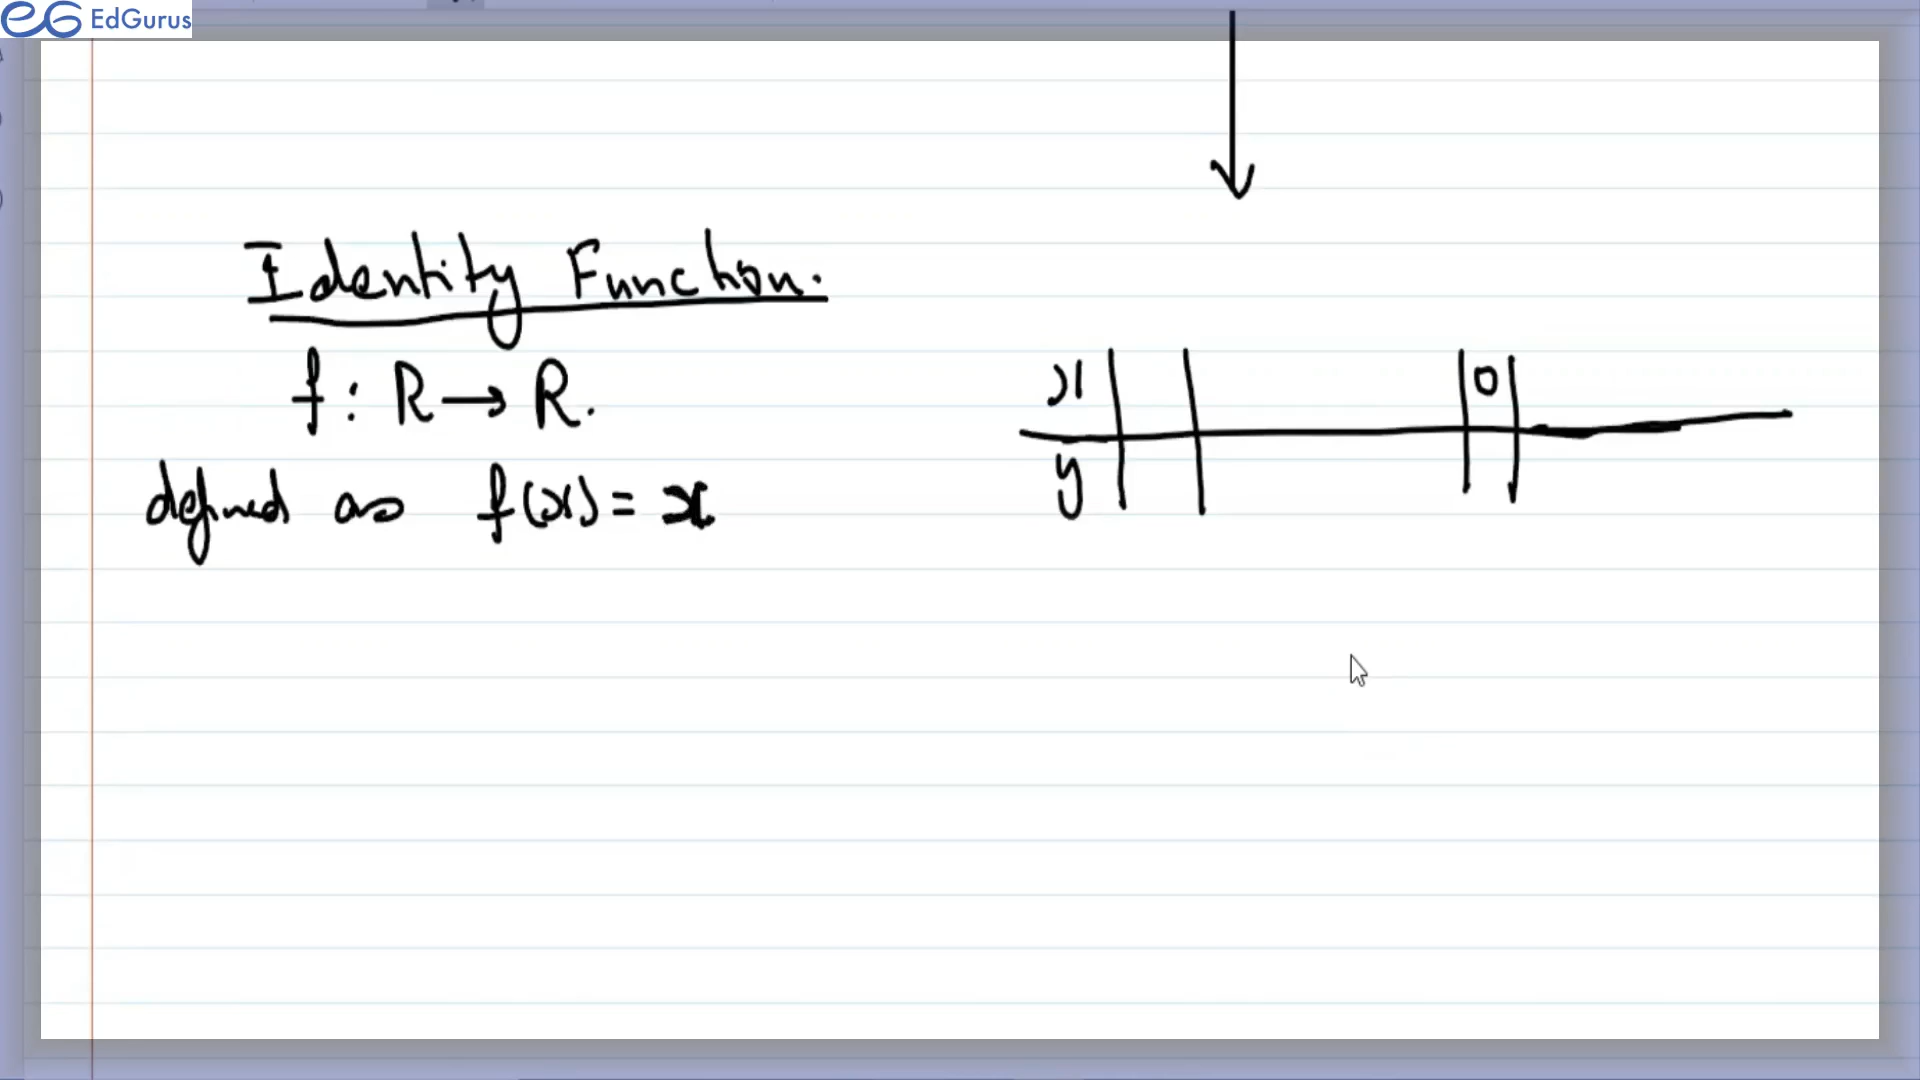 EdGurus
Identity Function.
f : R → R.
defined as f(x) = x
x 0
y